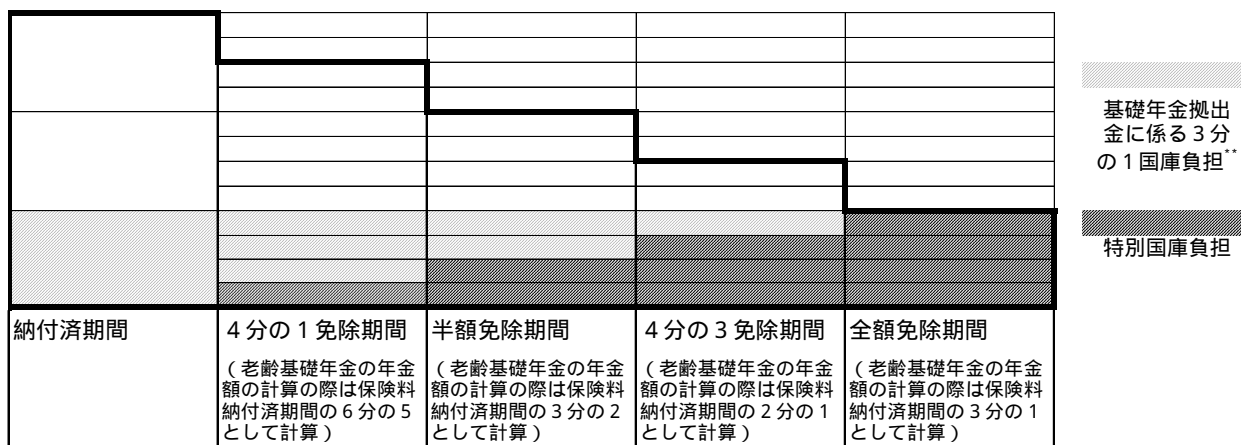 基礎年金拠出
金に係る３分
の１国庫負担**
特別国庫負担
納付済期間
４分の１免除期間
（老齢基礎年金の年金
額の計算の際は保険料
納付済期間の６分の５
として計算）
半額免除期間
（老齢基礎年金の年金
額の計算の際は保険料
納付済期間の３分の２
として計算）
４分の３免除期間
（老齢基礎年金の年金
額の計算の際は保険料
納付済期間の２分の１
として計算）
全額免除期間
（老齢基礎年金の年金
額の計算の際は保険料
納付済期間の３分の１
として計算）